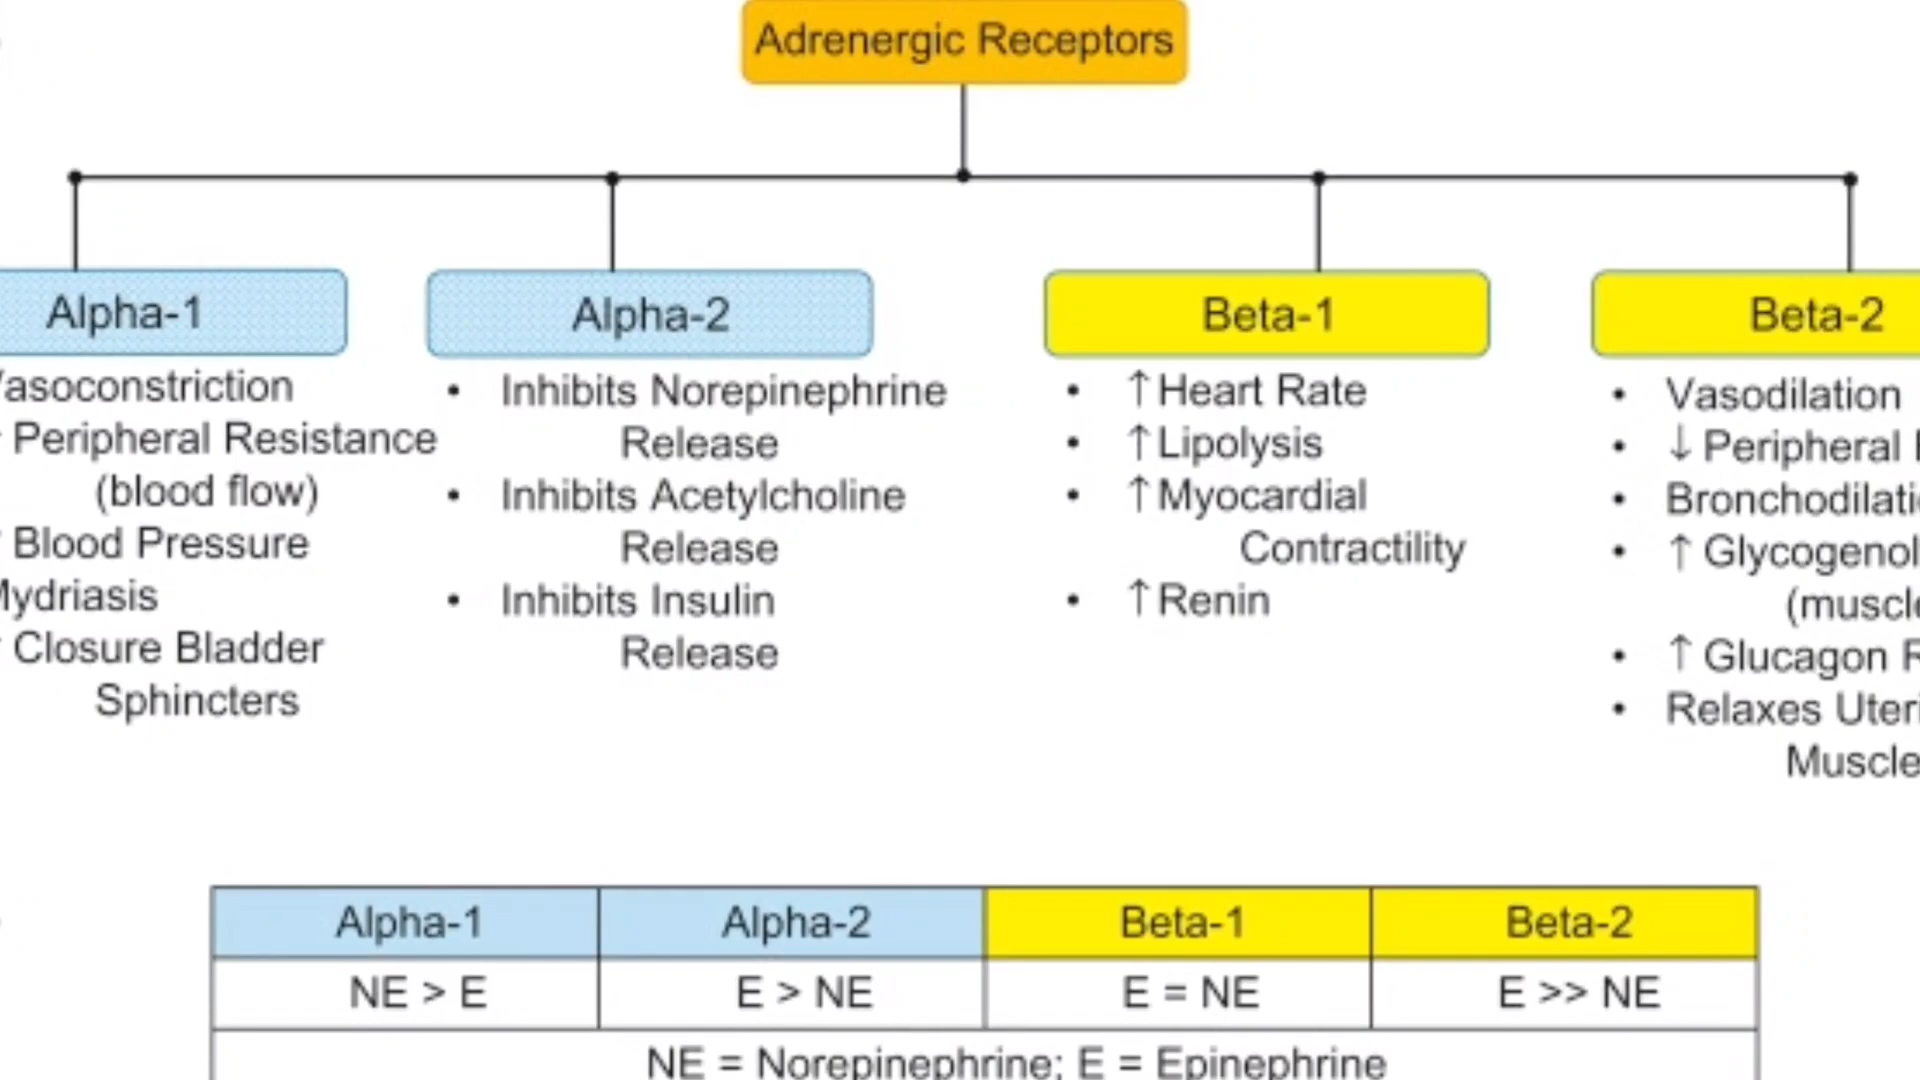 Adrenergic Receptors
Alpha-1
asoconstriction
Peripheral Resistance
(blood flow)
Blood Pressure
ydriasis
Closure Bladder
Sphincters
Alpha-2
• Inhibits Norepinephrine
Release
• Inhibits Acetylcholine
Release
• Inhibits Insulin
Release
Beta-1
• ↑ Heart Rate
• ↑ Lipolysis
• ↑ Myocardial
Contractility
• ↑ Renin
Beta-2
• Vasodilation
• ↓ Peripheral
• Bronchodilati
• ↑ Glycogenol
(muscle
• ↑ Glucagon R
• Relaxes Uteri
Muscle
Alpha-1 Alpha-2 Beta-1 Beta-2
NE > E E > NE E = NE E >> NE
NE = Norepinephrine; E = Epinephrine